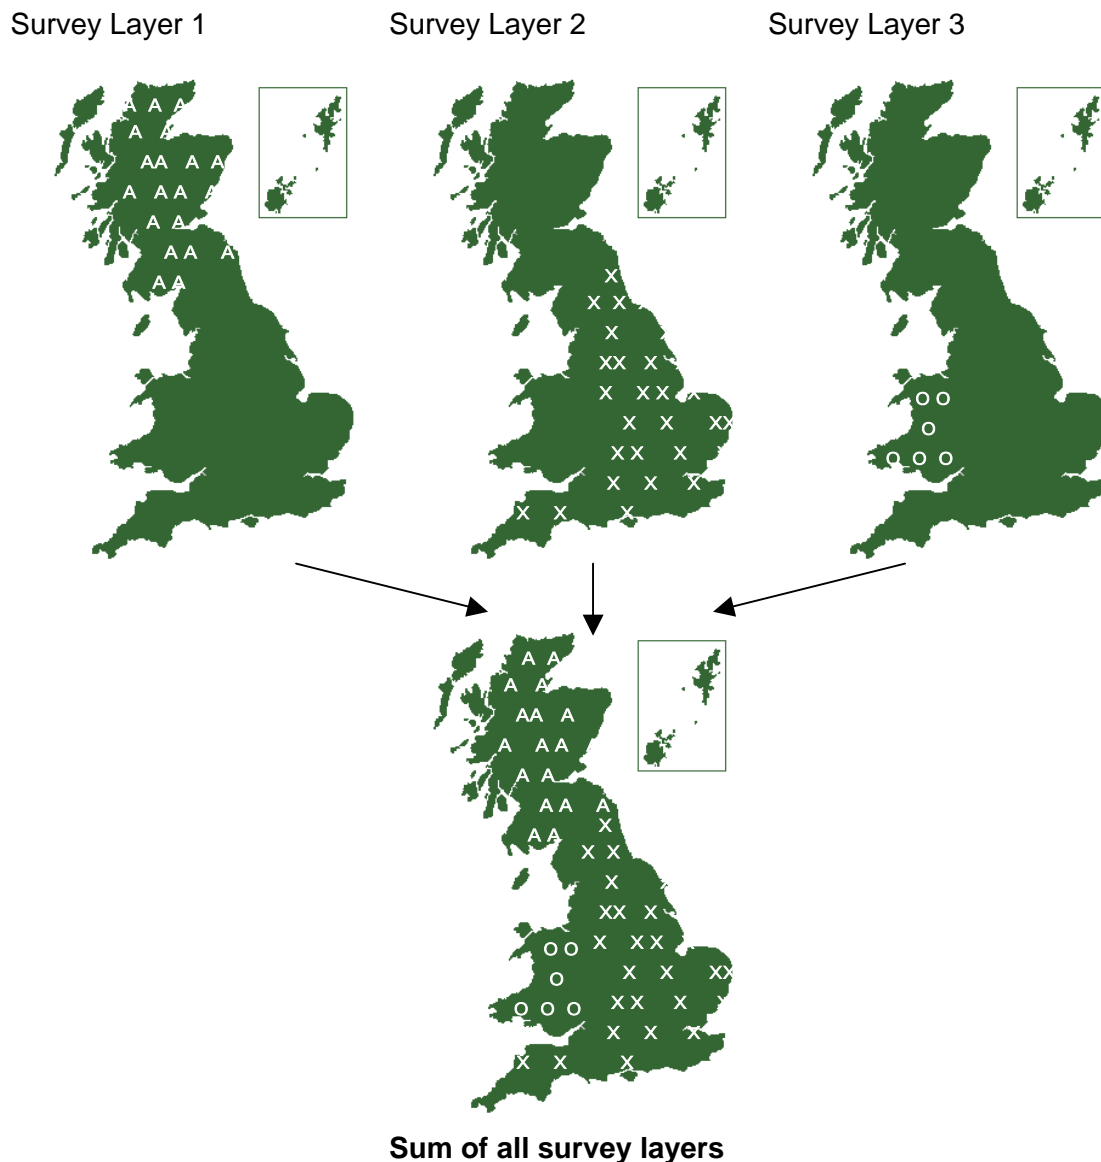 Survey Layer 1 Survey Layer 2 Survey Layer 3
A A A
A A
A A A A
A A A A
A A
A A A
A A
X
X X
X
X X X
X X X X
X X X X
X X X
X X X
X X X
O O
O
O O O
A A
A A
A A A
A A A
A A
A A A
X
A A
X X
X
X X X
X X X
O O
X X X X
O
X X X
O O O
X X X
X X X
Sum of all survey layers